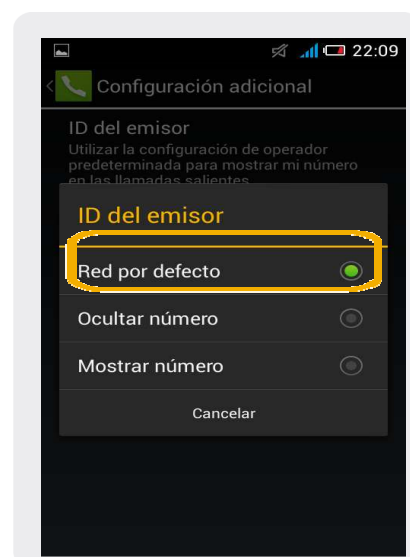 22:09
Configuración adicional
ID del emisor
Utilizar la configuración de operador
predeterminada para mostrar mi número
en las llamadas salientes
ID del emisor
Red por defecto
Ocultar número
Mostrar número
Cancelar